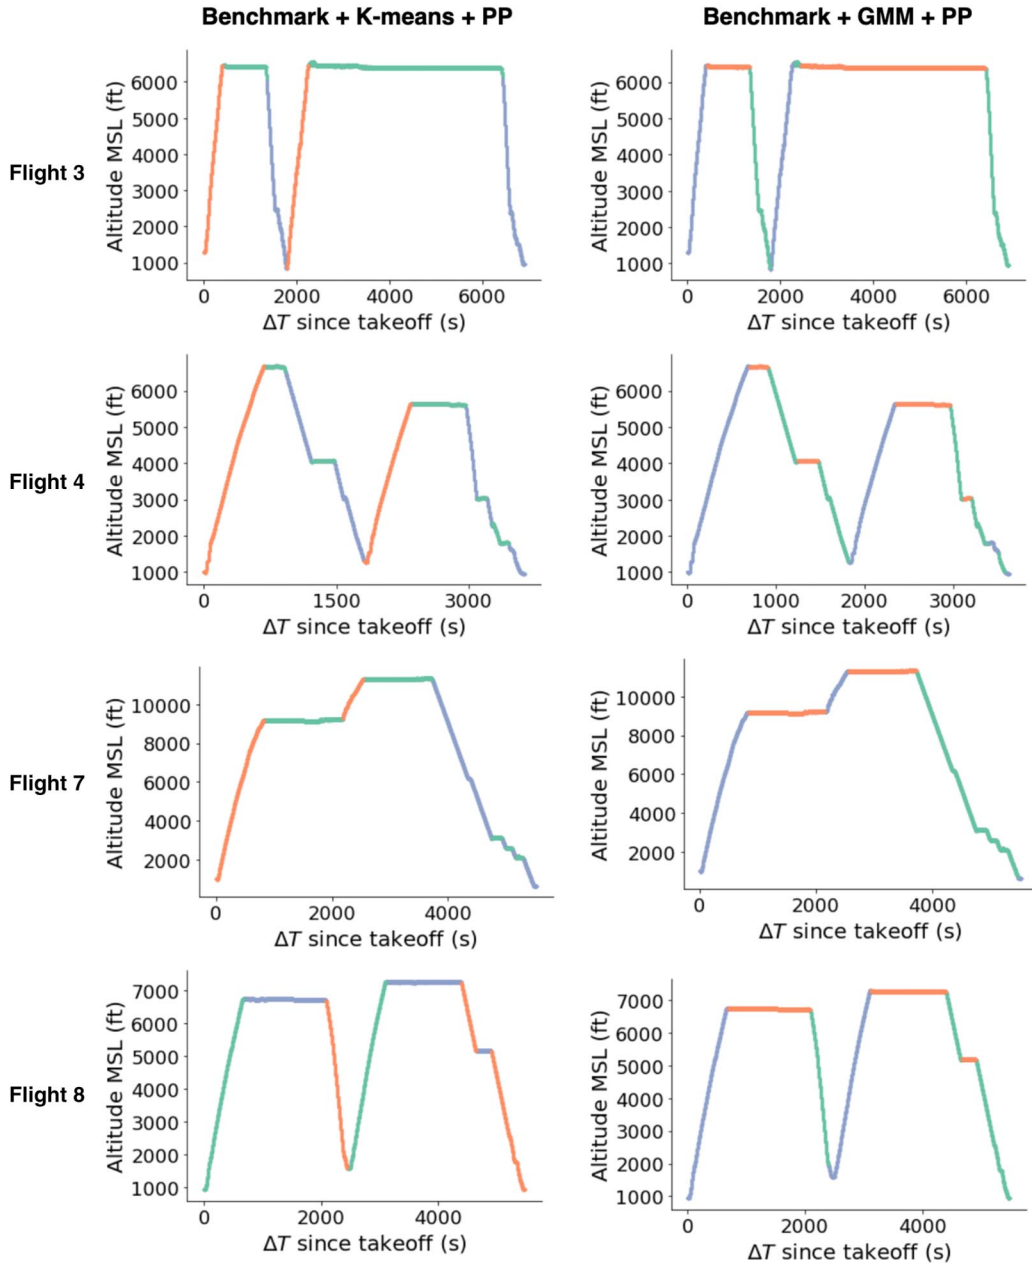 Benchmark + K-means + PP
Benchmark + GMM + PP
Flight 3
Altitude MSL (ft)
6000
5000
4000
3000
2000
1000
0 2000 4000 6000
ΔT since takeoff (s)
Altitude MSL (ft)
6000
5000
4000
3000
2000
1000
0 2000 4000 6000
ΔT since takeoff (s)
Flight 4
Altitude MSL (ft)
6000
5000
4000
3000
2000
1000
0 1500 3000
ΔT since takeoff (s)
Altitude MSL (ft)
6000
5000
4000
3000
2000
1000
0 1000 2000 3000
ΔT since takeoff (s)
Flight 7
Altitude MSL (ft)
10000
8000
6000
4000
2000
0 2000 4000
ΔT since takeoff (s)
Altitude MSL (ft)
10000
8000
6000
4000
2000
0 2000 4000
ΔT since takeoff (s)
Flight 8
Altitude MSL (ft)
7000
6000
5000
4000
3000
2000
1000
0 2000 4000
ΔT since takeoff (s)
Altitude MSL (ft)
7000
6000
5000
4000
3000
2000
1000
0 2000 4000
ΔT since takeoff (s)